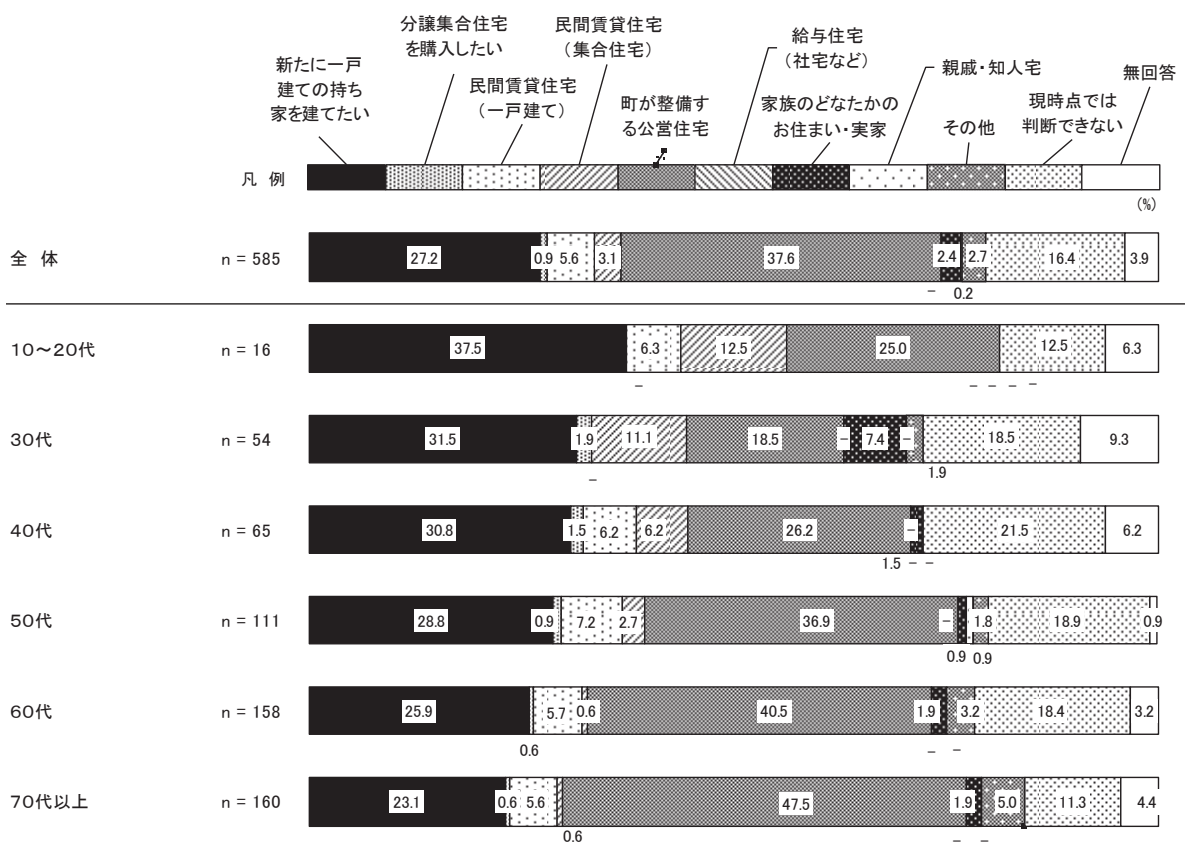 新たに一戸
建ての持ち
家を建てたい
分譲集合住宅
を購入したい
民間賃貸住宅
（一戸建て）
民間賃貸住宅
（集合住宅）
町が整備す
る公営住宅
給与住宅
（社宅など）
家族のどなたかの
お住まい・実家
親戚・知人宅
その他
現時点では
判断できない
無回答
凡 例
(%)
全 体 n = 585 27.2 0.9 5.6 3.1 37.6 2.4 2.7 16.4 3.9
− 0.2
10～20代 n = 16 37.5 6.3 12.5 25.0 12.5 6.3
− − − − −
30代 n = 54 31.5 1.9 11.1 18.5 − 7.4 − 18.5 9.3
− 1.9
40代 n = 65 30.8 1.5 6.2 6.2 26.2 − 21.5 6.2
1.5 − −
50代 n = 111 28.8 0.9 7.2 2.7 36.9 − 1.8 18.9 0.9
0.9 0.9
60代 n = 158 25.9 5.7 0.6 40.5 1.9 3.2 18.4 3.2
0.6 − −
70代以上 n = 160 23.1 0.6 5.6 47.5 1.9 5.0 11.3 4.4
0.6 − −